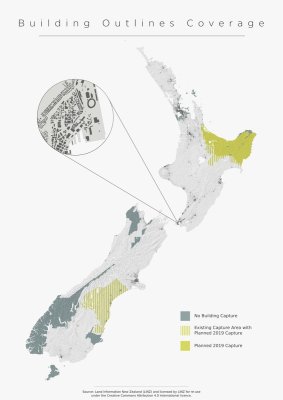 Building Outlines Coverage
No Building Capture
Existing Capture Area with
Planned 2019 Capture
Planned 2019 Capture
Source: Land Information New Zealand (LINZ) and licensed by LINZ for re-use
under the Creative Commons Attribution 4.0 International licence.